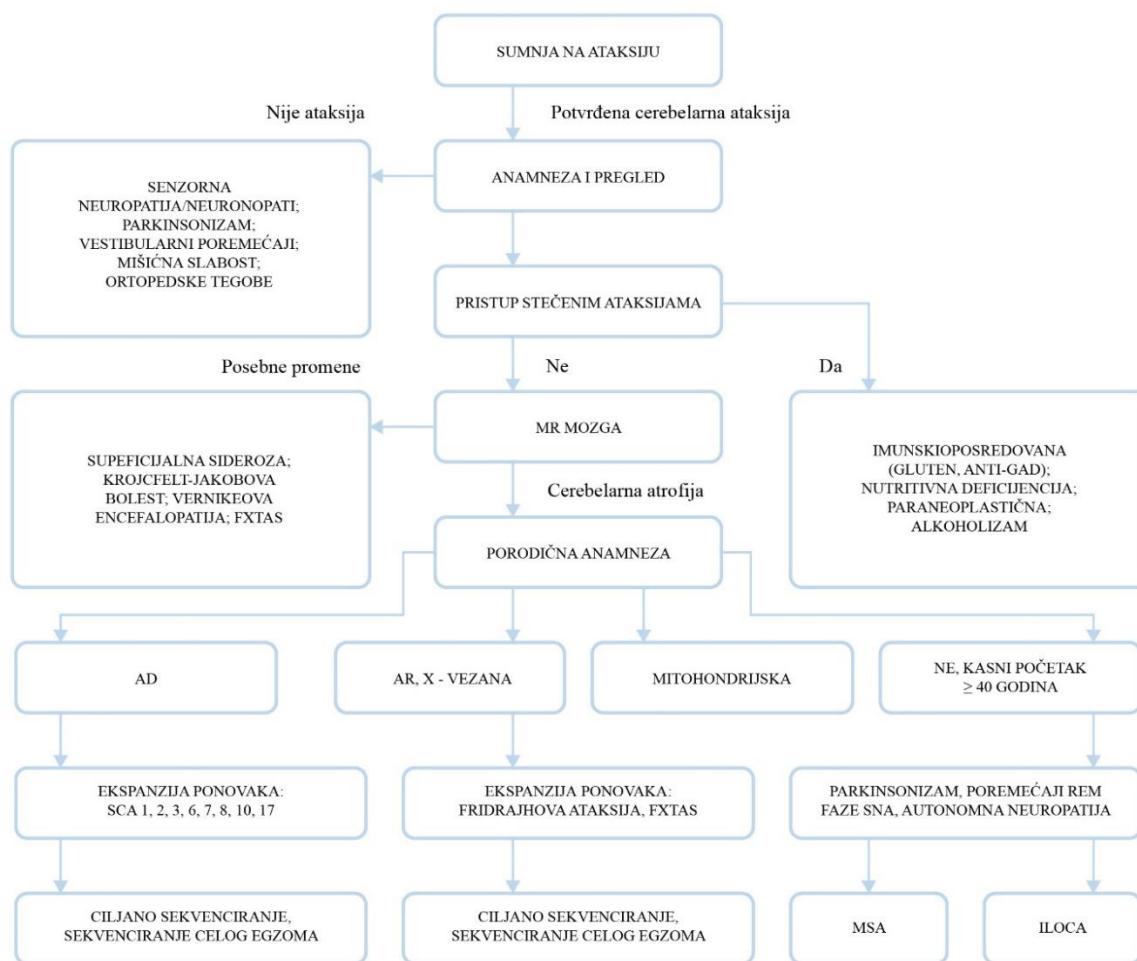 SUMNJA NA ATAKSIJU
Nije ataksija
Potvrđena cerebelarna ataksija
SENZORNA
NEUROPATIJA/NEURONOPATI;
PARKINSONIZAM;
VESTIBULARNI POREMEĆAJI;
MIŠIĆNA SLABOST;
ORTOPEDSKE TEGOBE
ANAMNEZA I PREGLED
PRISTUP STEČENIM ATAKSIJAMA
Posebne promene
Ne
Da
SUPEFICIJALNA SIDEROZA;
KROJCFELT-JAKOBOVA
BOLEST; VERNIKEOVA
ENCEFALOPATIJA; FXTAS
MR MOZGA
IMUNSKIOPOSREDOVANA
(GLUTEN, ANTI-GAD);
NUTRITIVNA DEFICIJENCIJA;
PARANEOPLASTIČNA;
ALKOHOLIZAM
Cerebelarna atrofija
PORODIČNA ANAMNEZA
AD
AR, X - VEZANA
MITOHONDRIJSKA
NE, KASNI POČETAK
≥ 40 GODINA
EKSPANZIJA PONOVAKA:
SCA 1, 2, 3, 6, 7, 8, 10, 17
EKSPANZIJA PONOVAKA:
FRIDRAJHOVA ATAKSIJA, FXTAS
PARKINSONIZAM, POREMEĆAJI REM
FAZE SNA, AUTONOMNA NEUROPATIJA
CILJANO SEKVENCIRANJE,
SEKVENCIRANJE CELOG EGZOMA
CILJANO SEKVENCIRANJE,
SEKVENCIRANJE CELOG EGZOMA
MSA
ILOCA